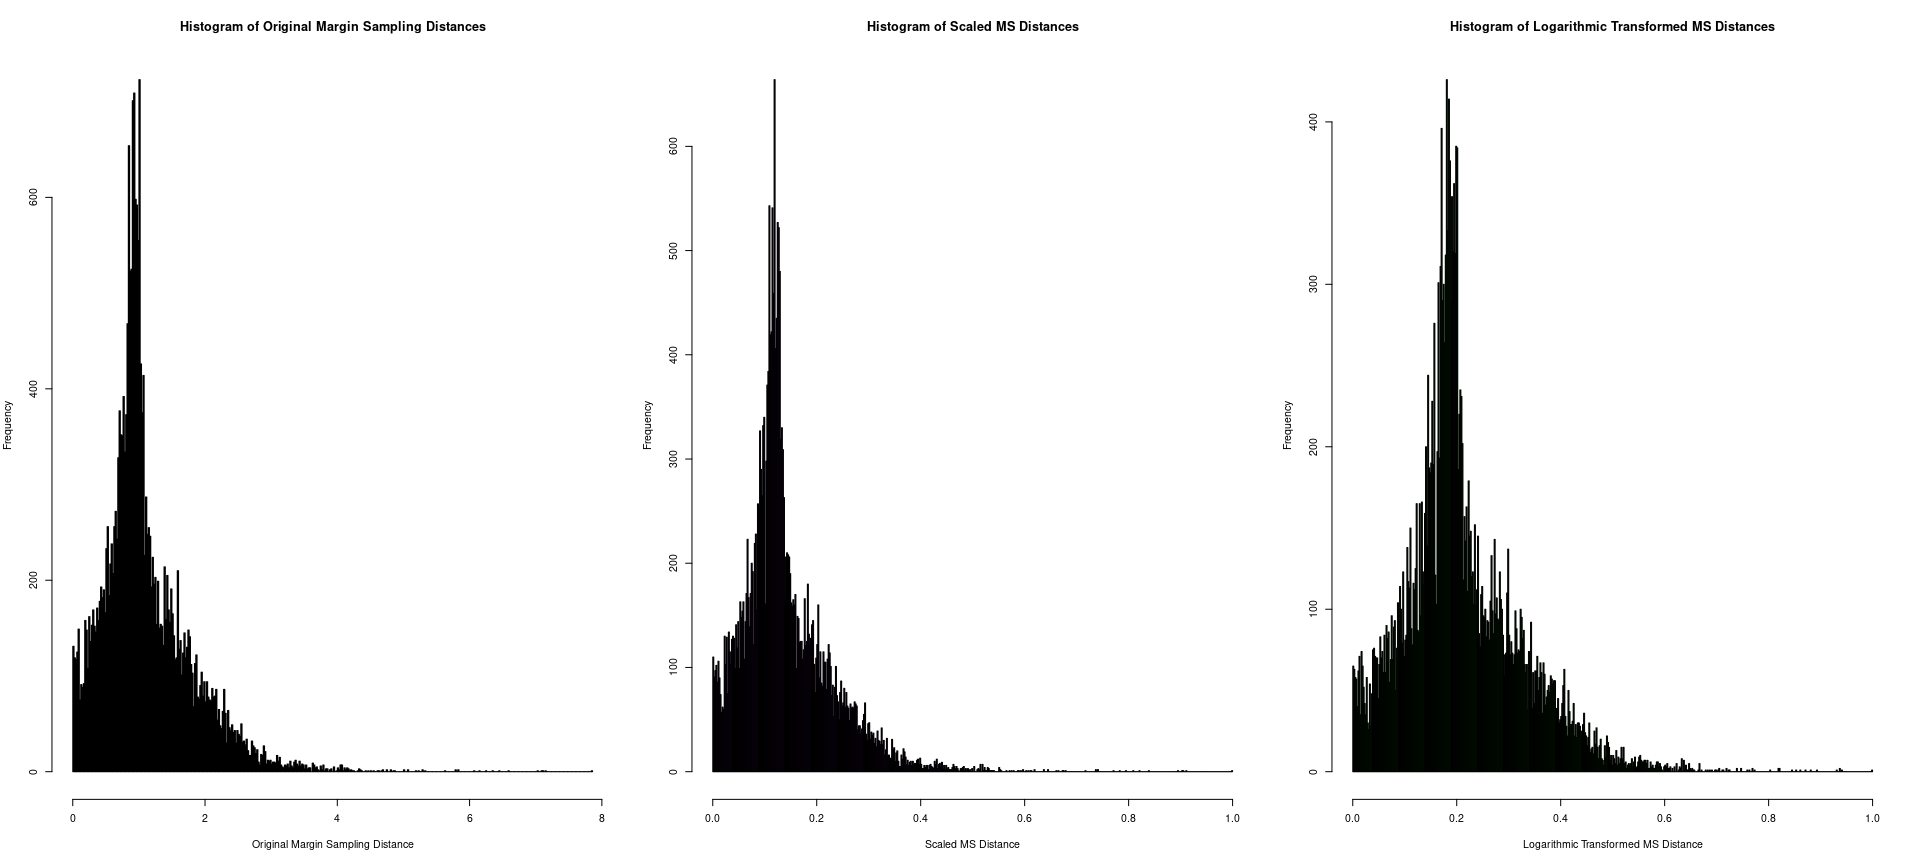 Histogram of Original Margin Sampling Distances
Frequency
600
400
200
0
0 2 4 6 8
Original Margin Sampling Distance
Histogram of Scaled MS Distances
Frequency
600
500
400
300
200
100
0
0.0 0.2 0.4 0.6 0.8 1.0
Scaled MS Distance
Histogram of Logarithmic Transformed MS Distances
Frequency
400
300
200
100
0
0.0 0.2 0.4 0.6 0.8 1.0
Logarithmic Transformed MS Distance